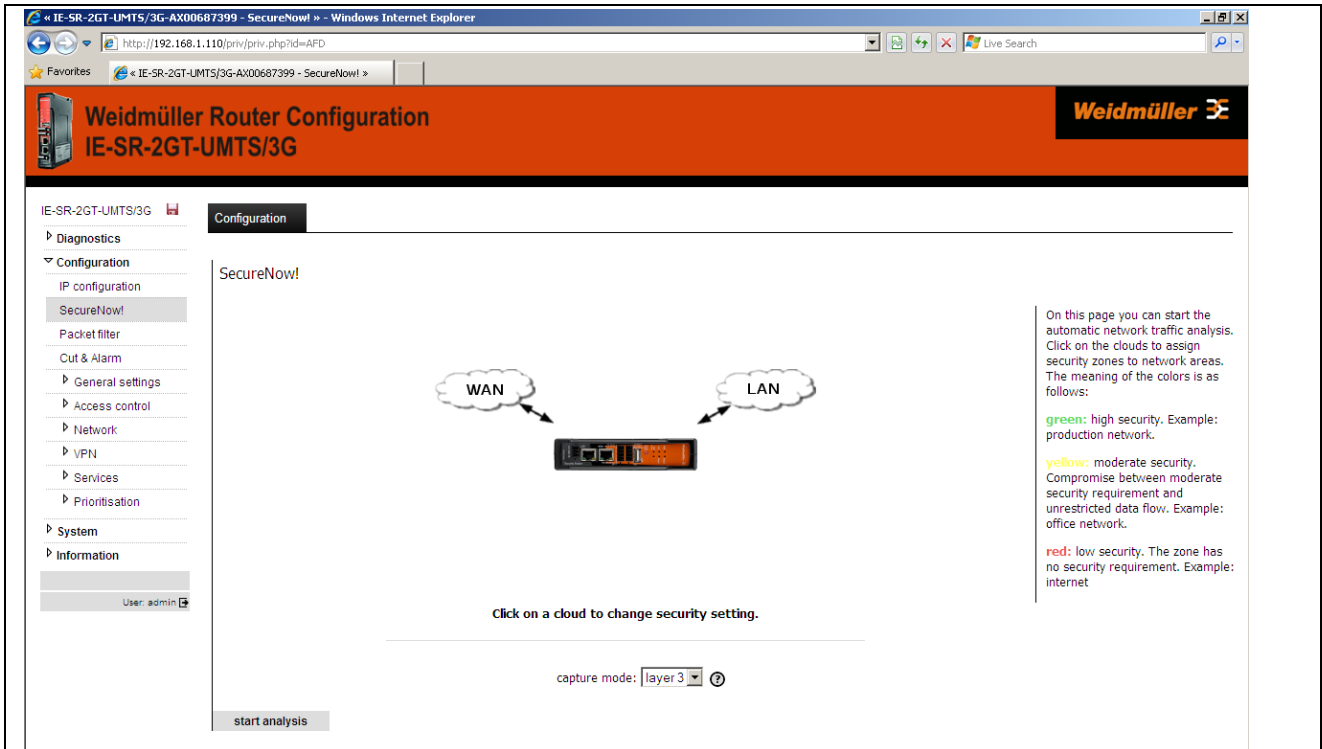 « IE-SR-2GT-UMTS/3G-AX00687399 - SecureNow! » - Windows Internet Explorer
http://192.168.1.110/priv/priv.php?id=AFD
Live Search
Favorites
« IE-SR-2GT-UMTS/3G-AX00687399 - SecureNow! »
Weidmüller Router Configuration
IE-SR-2GT-UMTS/3G
Weidmüller
IE-SR-2GT-UMTS/3G
Configuration
Diagnostics
Configuration
IP configuration
SecureNow!
Packet filter
Cut & Alarm
General settings
Access control
Network
VPN
Services
Prioritisation
System
Information
User: admin
SecureNow!
WAN
LAN
Click on a cloud to change security setting.
capture mode: layer 3
start analysis
On this page you can start the
automatic network traffic analysis.
Click on the clouds to assign
security zones to network areas.
The meaning of the colors is as
follows:
green: high security. Example:
production network.
yellow: moderate security.
Compromise between moderate
security requirement and
unrestricted data flow. Example:
office network.
red: low security. The zone has
no security requirement. Example:
internet